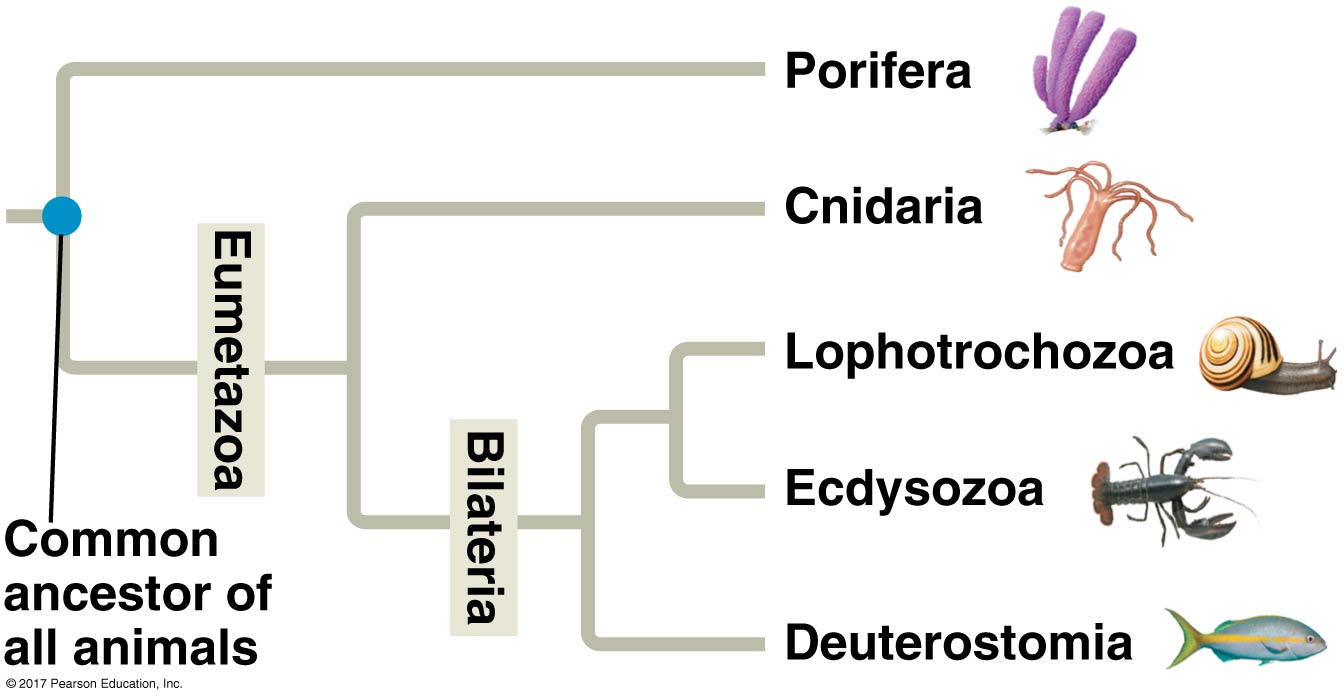 Porifera
Cnidaria
Eumetazoa
Lophotrochozoa
Bilateria
Ecdysozoa
Common
ancestor of
all animals
Deuterostomia
© 2017 Pearson Education, Inc.